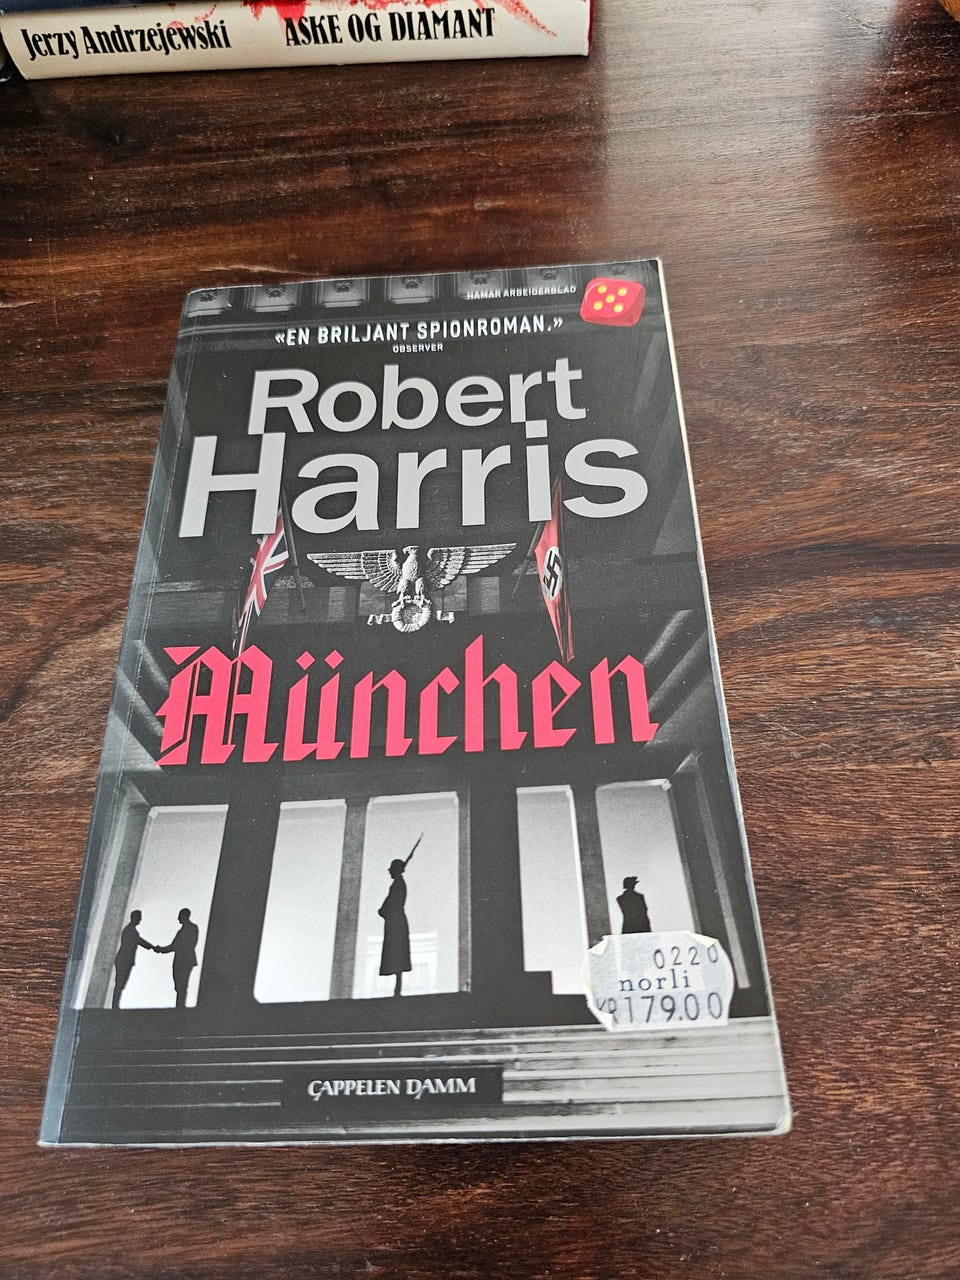 Jerzy Andrzejewski ASKE OG DIAMANT
HAMAR ARBEIDERBLAD
«EN BRILJANT SPIONROMAN.»
OBSERVER
Robert
Harris
München
0220
norli
KR179.00
CAPPELEN DAMM